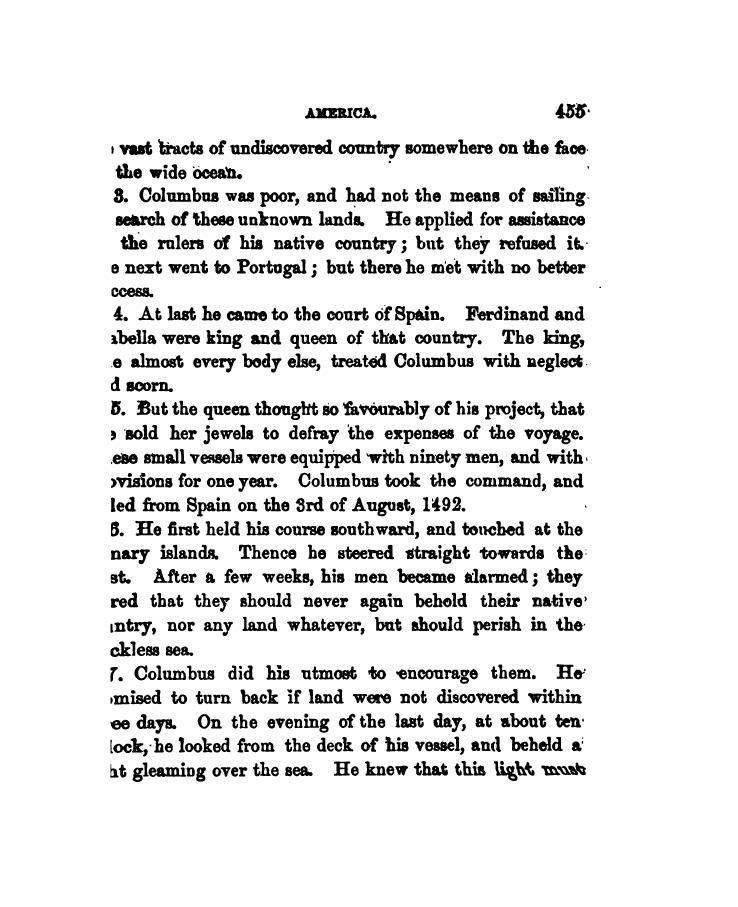 AMERICA. 455
vast tracts of undiscovered country somewhere on the face
the wide ocean.
3. Columbus was poor, and had not the means of sailing
search of these unknown lands. He applied for assistance
the rulers of his native country; but they refused it.
e next went to Portugal; but there he met with no better
ccess.
4. At last he came to the court of Spain. Ferdinand and
abella were king and queen of that country. The king,
e almost every body else, treated Columbus with neglect
d scorn.
5. But the queen thought so favourably of his project, that
sold her jewels to defray the expenses of the voyage.
ese small vessels were equipped with ninety men, and with
ovisions for one year. Columbus took the command, and
led from Spain on the 3rd of August, 1492.
6. He first held his course southward, and touched at the
nary islands. Thence he steered straight towards the
st. After a few weeks, his men became alarmed; they
red that they should never again behold their native
untry, nor any land whatever, but should perish in the
ckless sea.
7. Columbus did his utmost to encourage them. He
omised to turn back if land were not discovered within
ee days. On the evening of the last day, at about ten
lock, he looked from the deck of his vessel, and beheld a
ht gleaming over the sea. He knew that this light must